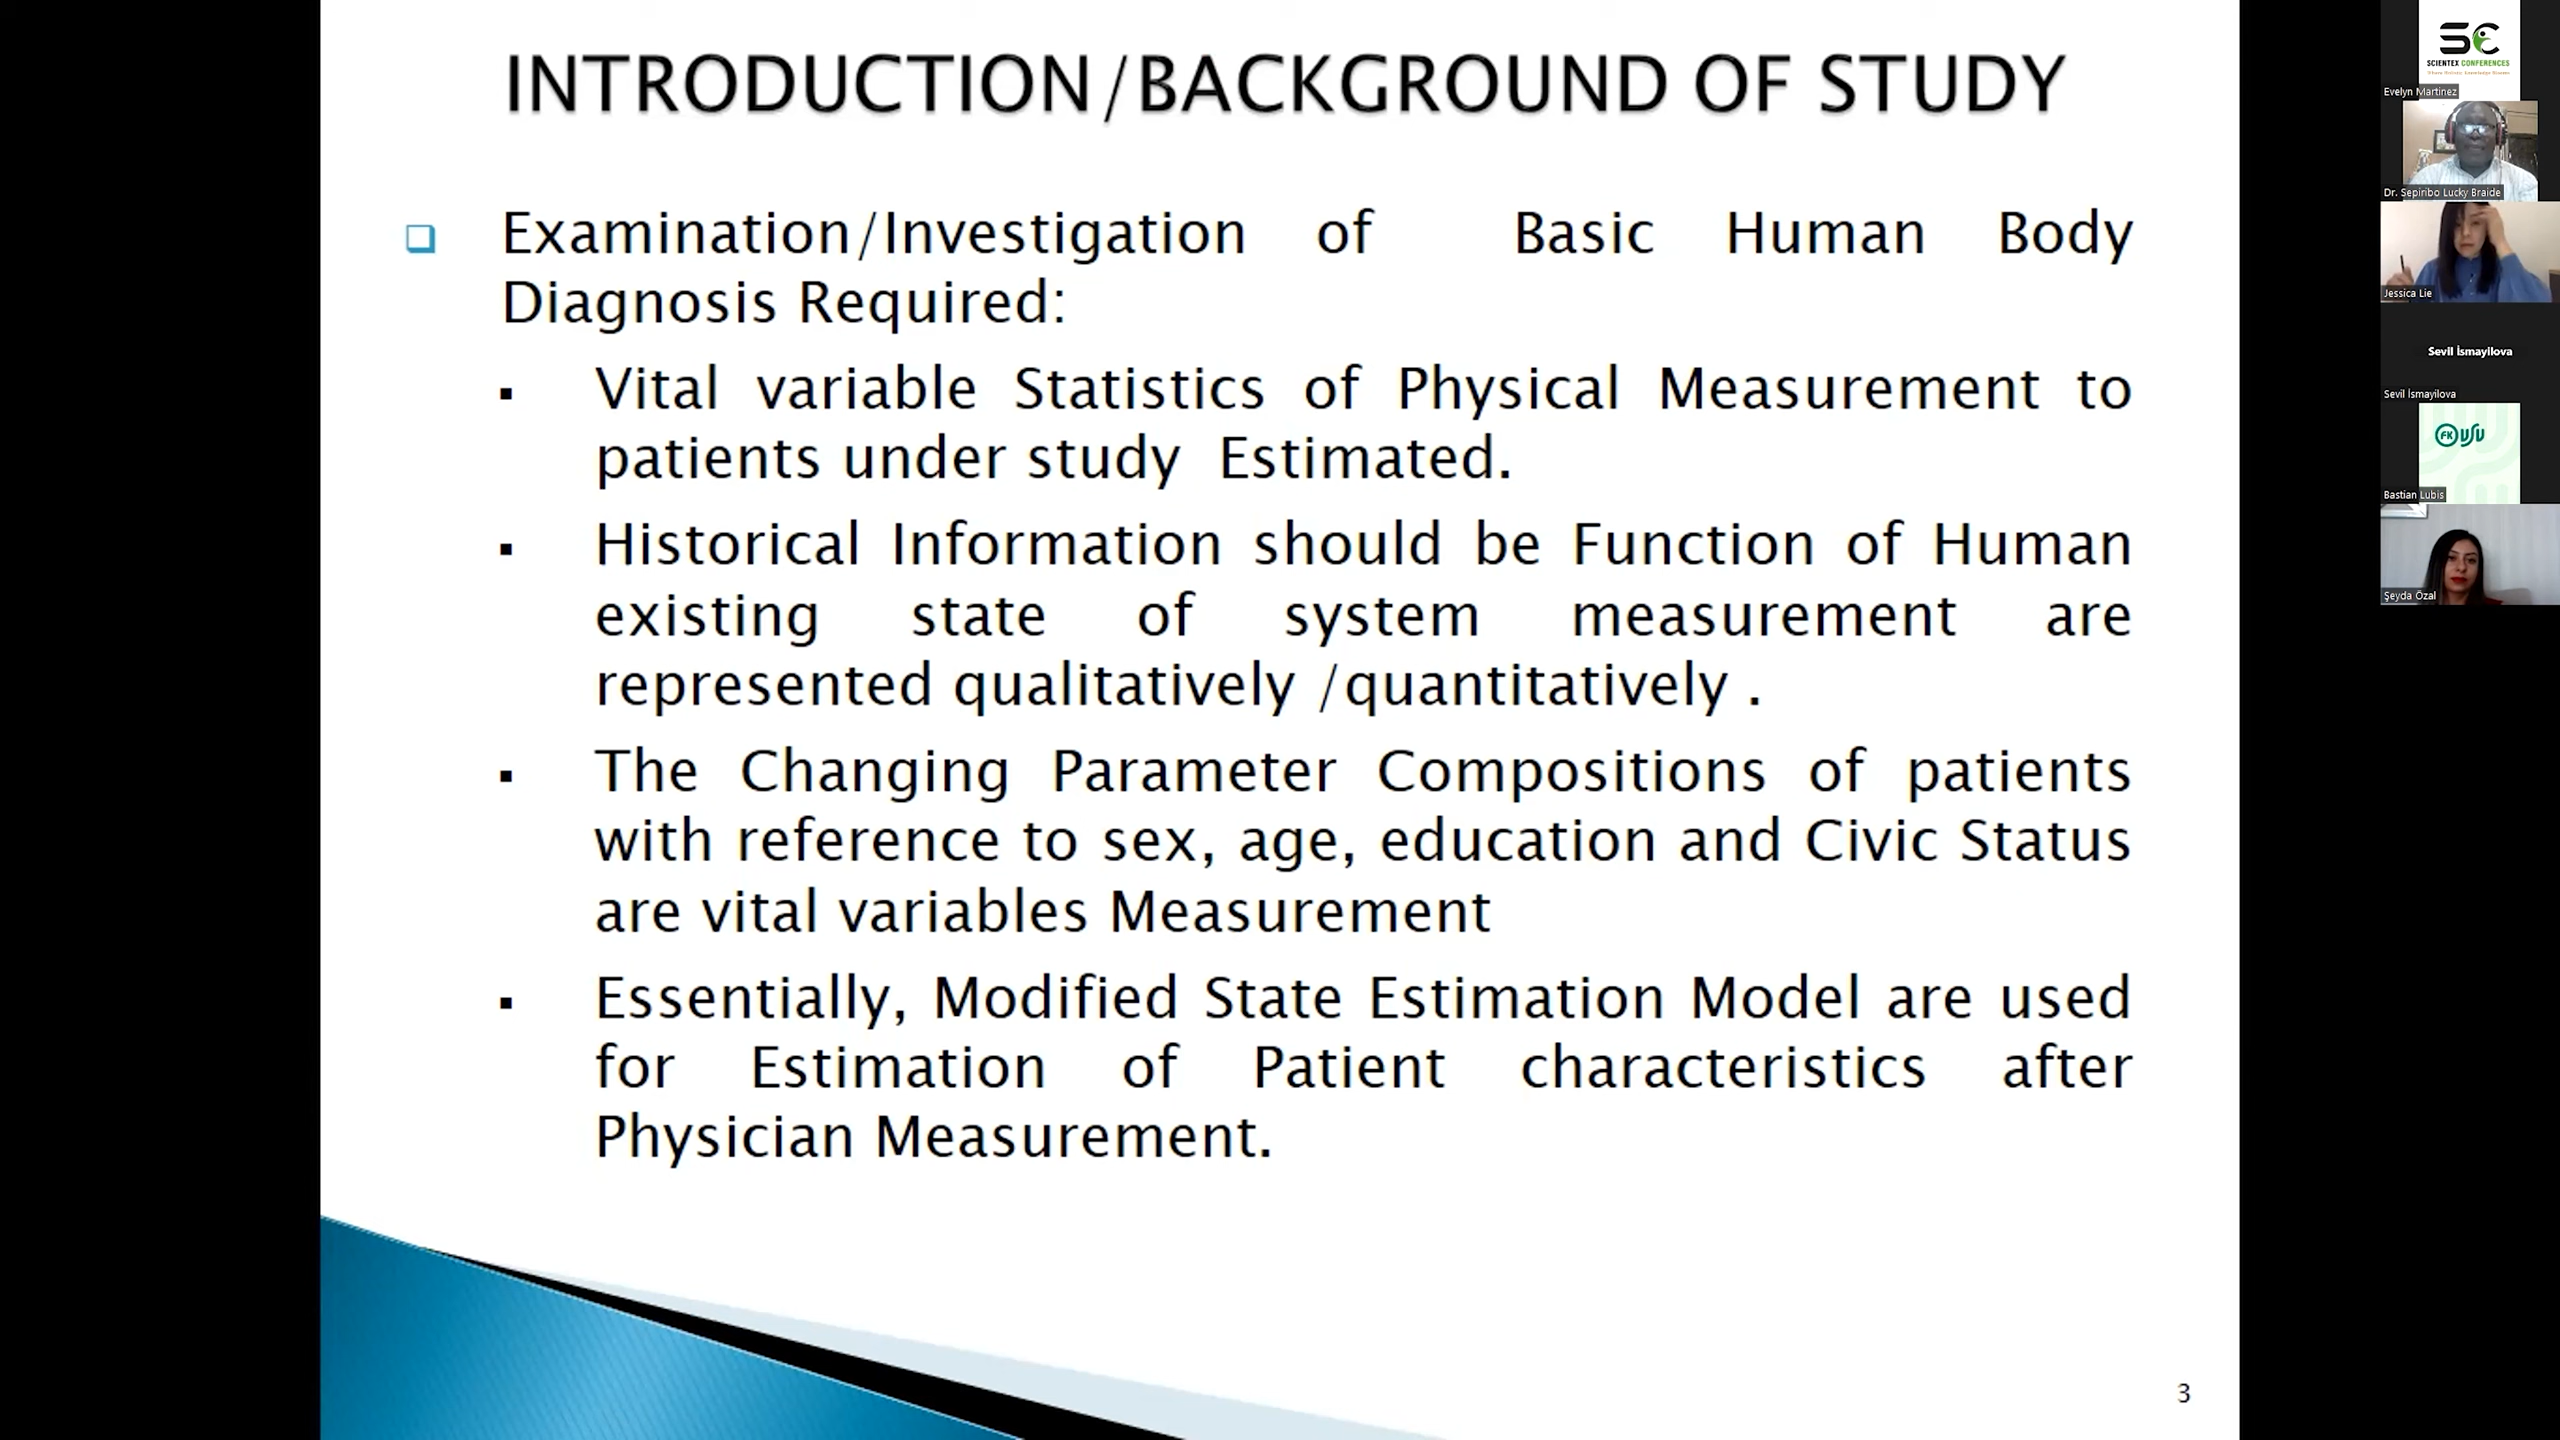 INTRODUCTION/BACKGROUND OF STUDY
Examination/Investigation of Basic Human Body
Diagnosis Required:
Vital variable Statistics of Physical Measurement to
patients under study Estimated.
Historical Information should be Function of Human
existing state of system measurement are
represented qualitatively /quantitatively .
The Changing Parameter Compositions of patients
with reference to sex, age, education and Civic Status
are vital variables Measurement
Essentially, Modified State Estimation Model are used
for Estimation of Patient characteristics after
Physician Measurement.
3
SC
SCIENTEX CONFERENCES
Evelyn Martinez
Dr. Sepiribo Lucky Braide
Jessica Lie
Sevil İsmayilova
Sevil İsmayilova
FK USU
Bastian Lubis
Şeyda Özal